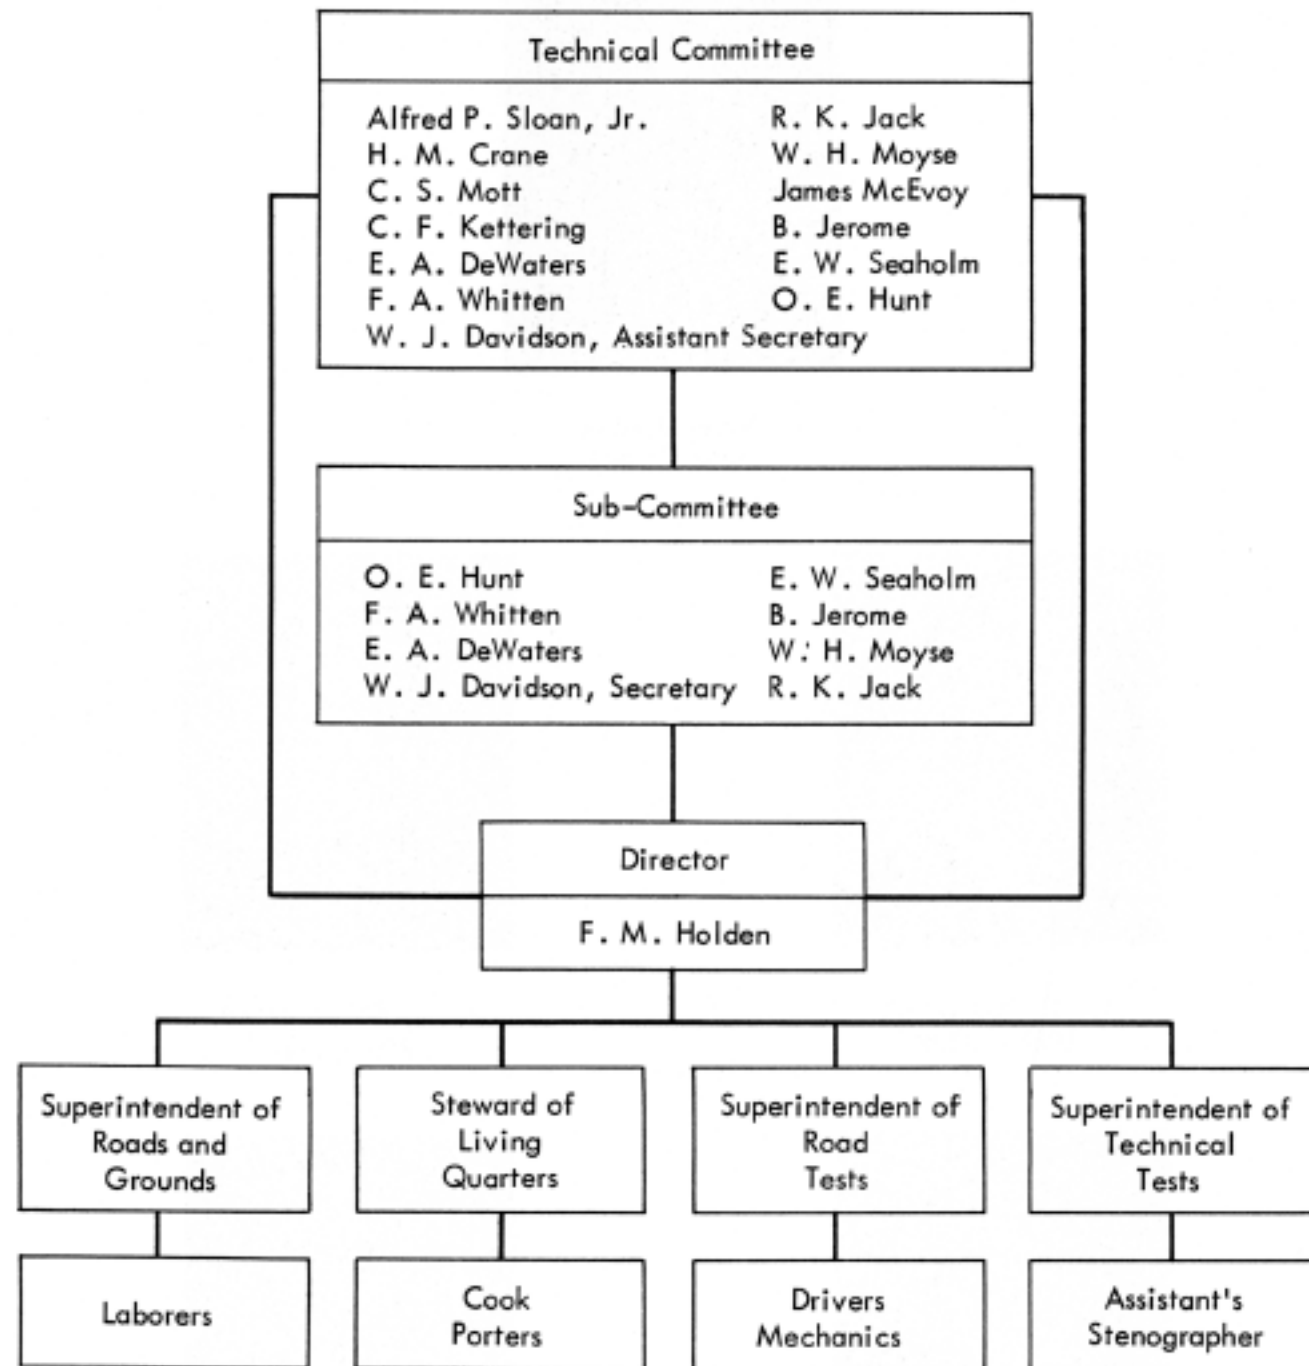 Technical Committee
Alfred P. Sloan, Jr.
H. M. Crane
C. S. Mott
C. F. Kettering
E. A. DeWaters
F. A. Whitten
W. J. Davidson, Assistant Secretary
R. K. Jack
W. H. Moyse
James McEvoy
B. Jerome
E. W. Seaholm
O. E. Hunt
Sub-Committee
O. E. Hunt
F. A. Whitten
E. A. DeWaters
W. J. Davidson, Secretary
E. W. Seaholm
B. Jerome
W. H. Moyse
R. K. Jack
Director
F. M. Holden
Superintendent of
Roads and
Grounds
Steward of
Living
Quarters
Superintendent of
Road
Tests
Superintendent of
Technical
Tests
Laborers
Cook
Porters
Drivers
Mechanics
Assistant's
Stenographer